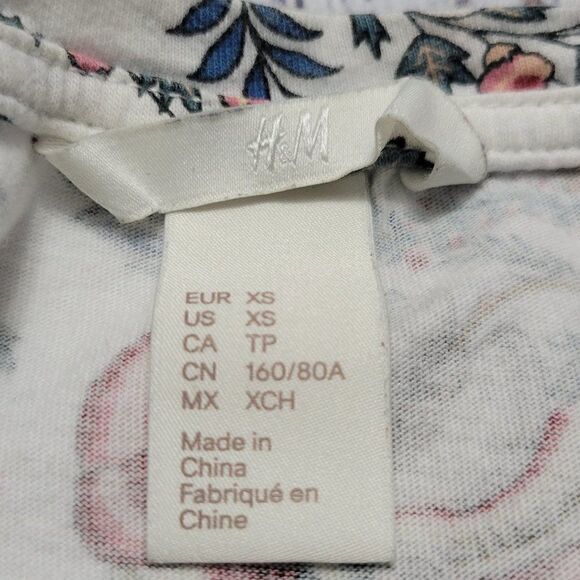 H&M
EUR XS
US XS
CA TP
CN 160/80A
MX XCH
Made in
China
Fabriqué en
Chine